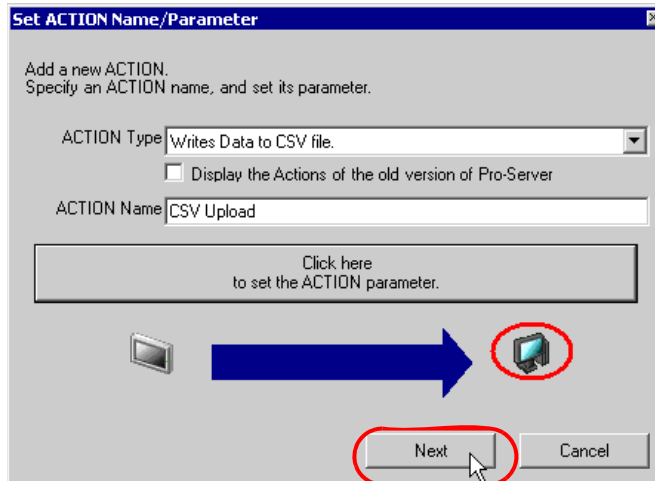 Set ACTION Name/Parameter
Add a new ACTION.
Specify an ACTION name, and set its parameter.
ACTION Type Writes Data to CSV file.
Display the Actions of the old version of Pro-Server
ACTION Name CSV Upload
Click here
to set the ACTION parameter.
Next Cancel